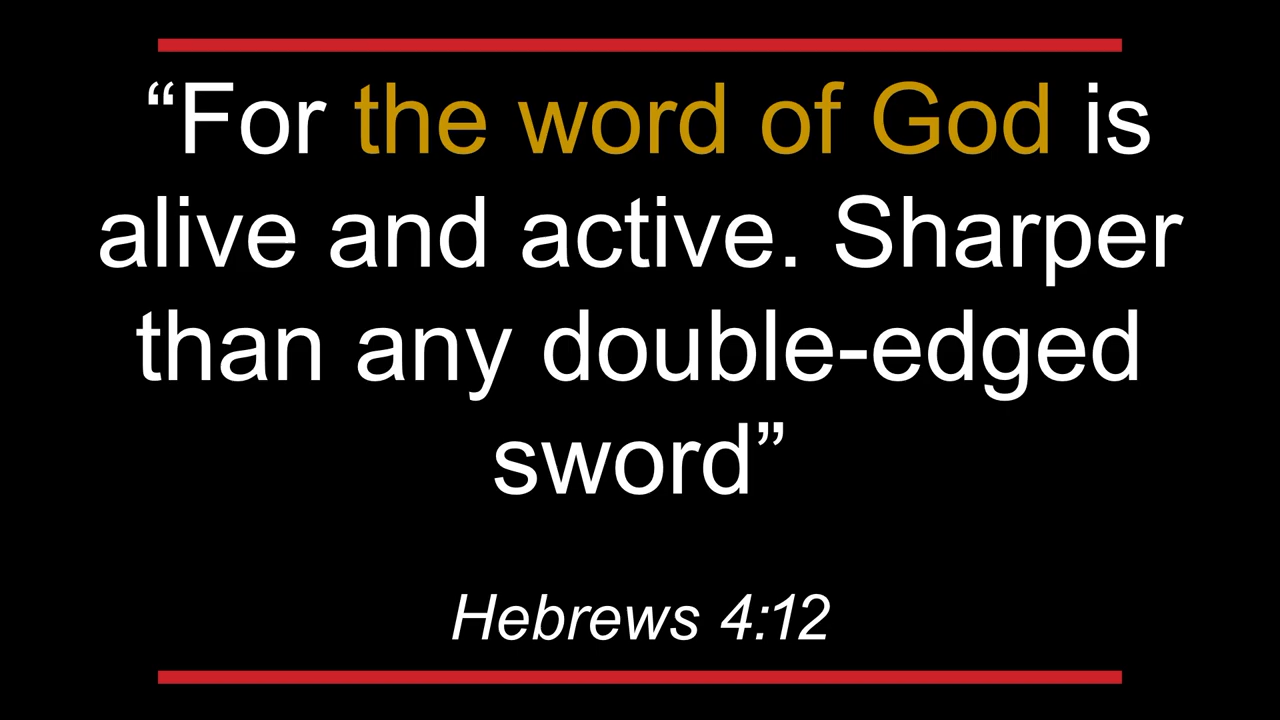 “For the word of God is
alive and active. Sharper
than any double-edged
sword”
Hebrews 4:12